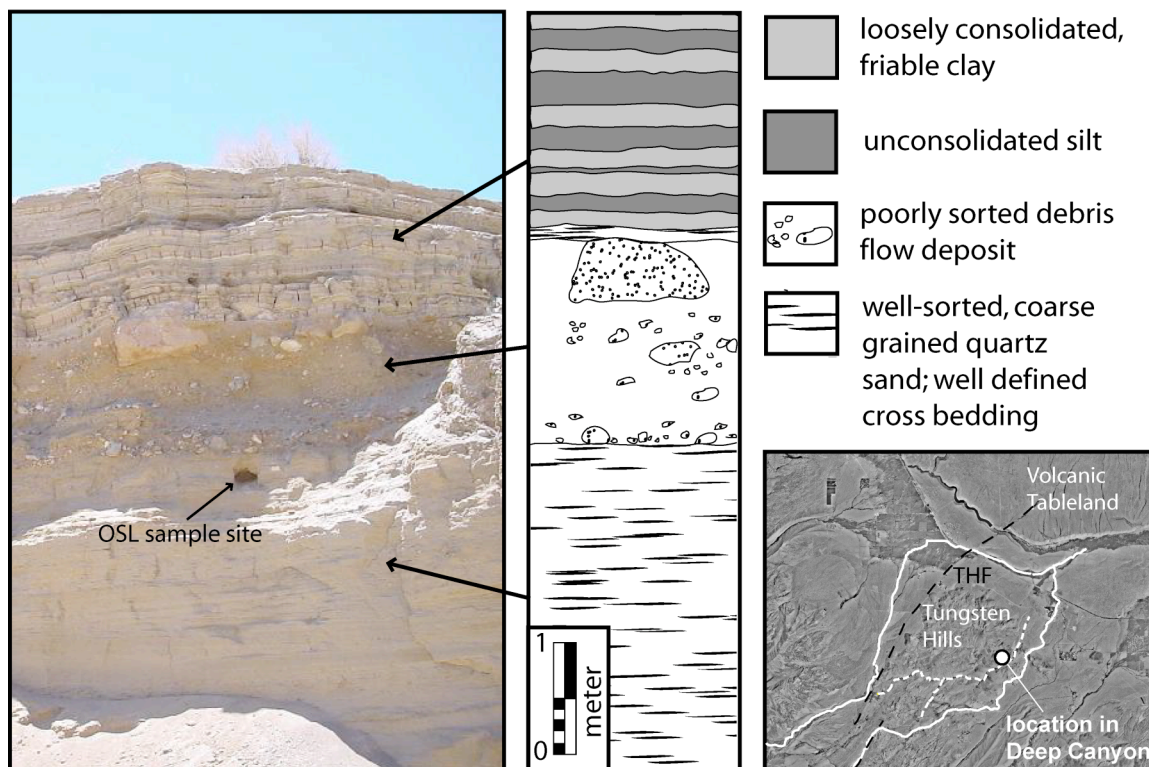 loosely consolidated,
friable clay
unconsolidated silt
poorly sorted debris
flow deposit
well-sorted, coarse
grained quartz
sand; well defined
cross bedding
OSL sample site
1
0
meter
Volcanic
Tableland
THF
Tungsten
Hills
location in
Deep Canyon